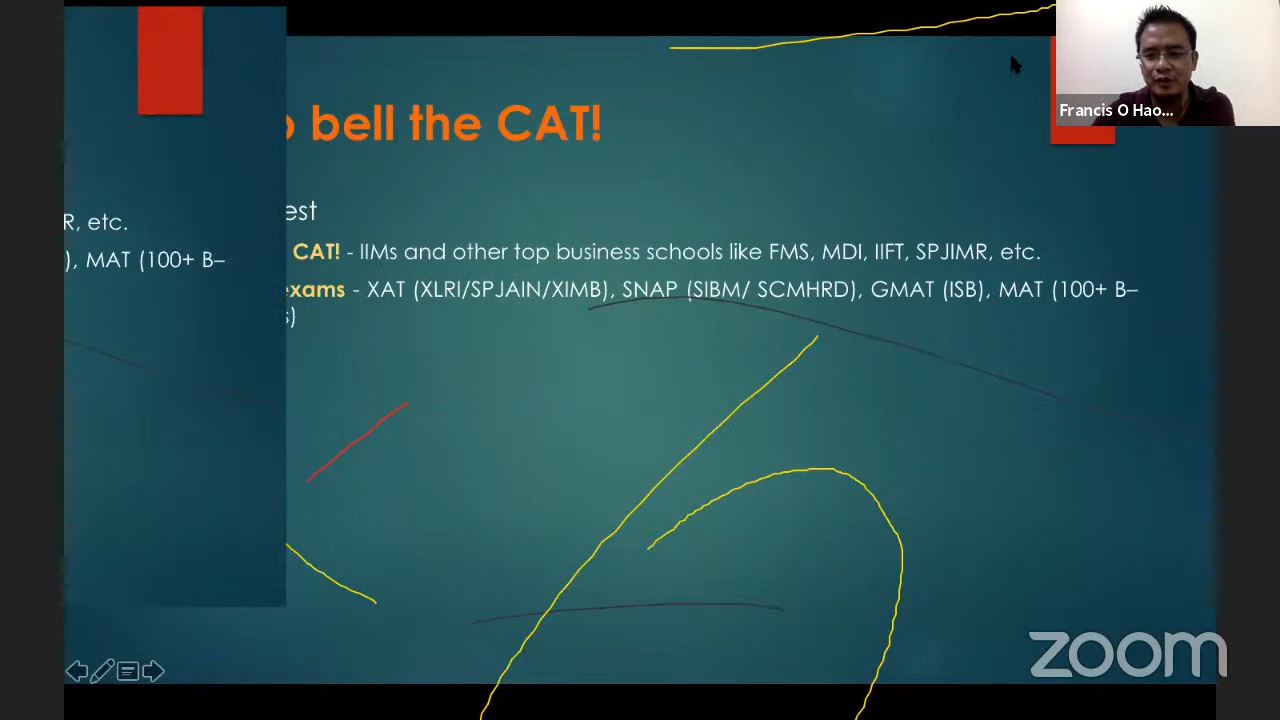 Francis O Hao...
bell the CAT!
est
R, etc.
CAT! - IIMs and other top business schools like FMS, MDI, IIFT, SPJIMR, etc.
), MAT (100+ B–
exams - XAT (XLRI/SPJAIN/XIMB), SNAP (SIBM/ SCMHRD), GMAT (ISB), MAT (100+ B–
s)
zoom